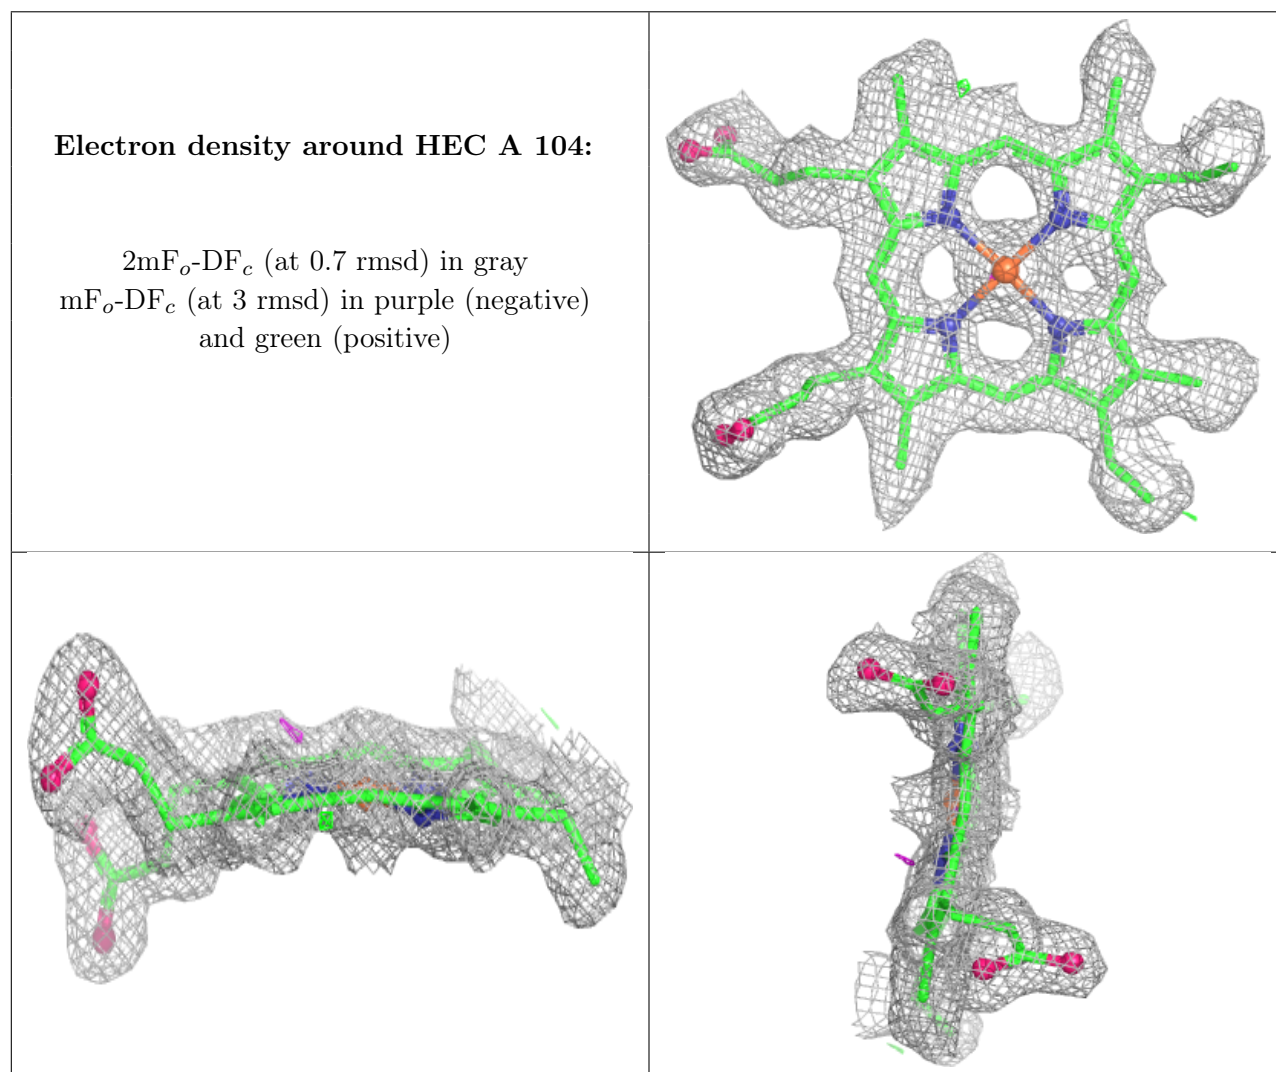 Electron density around HEC A 104:
2mFo-DFc (at 0.7 rmsd) in gray
mFo-DFc (at 3 rmsd) in purple (negative)
and green (positive)